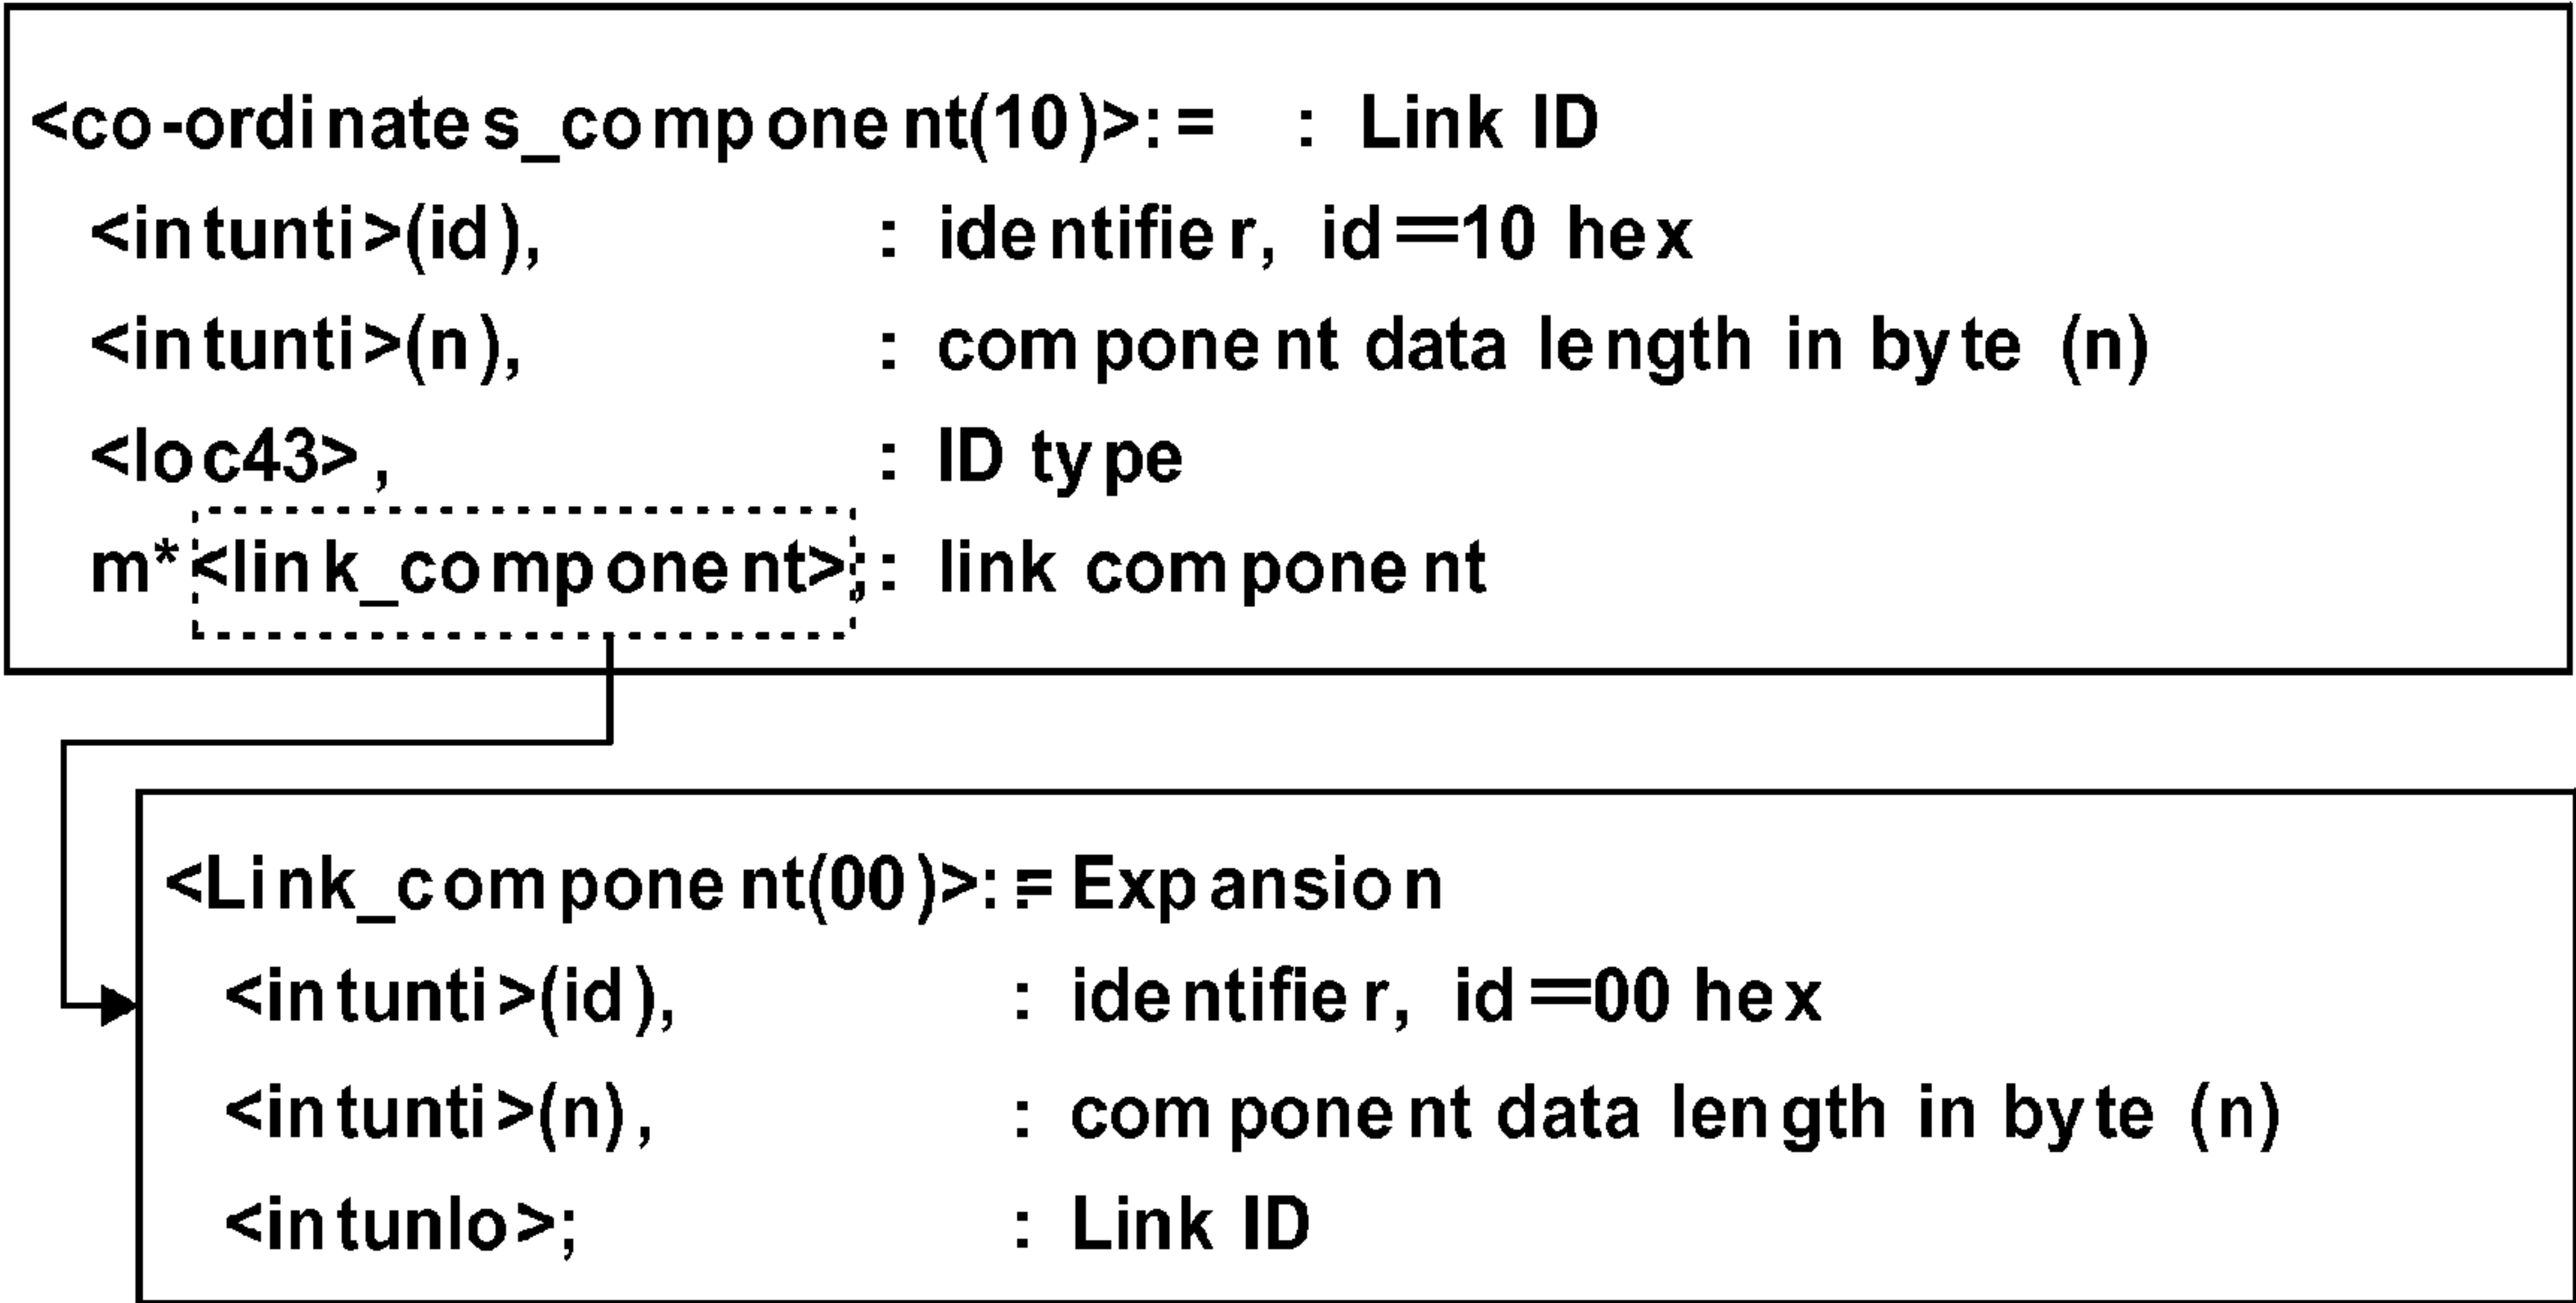 <co-ordinates_component(10)>:= : Link ID
<intunti>(id), : identifier, id==10 hex
<intunti>(n), : component data length in byte (n)
<loc43>, : ID type
m*<link_component>;: link component
<Link_component(00)>:= Expansion
<intunti>(id), : identifier, id==00 hex
<intunti>(n), : component data length in byte (n)
<intunlo>; : Link ID